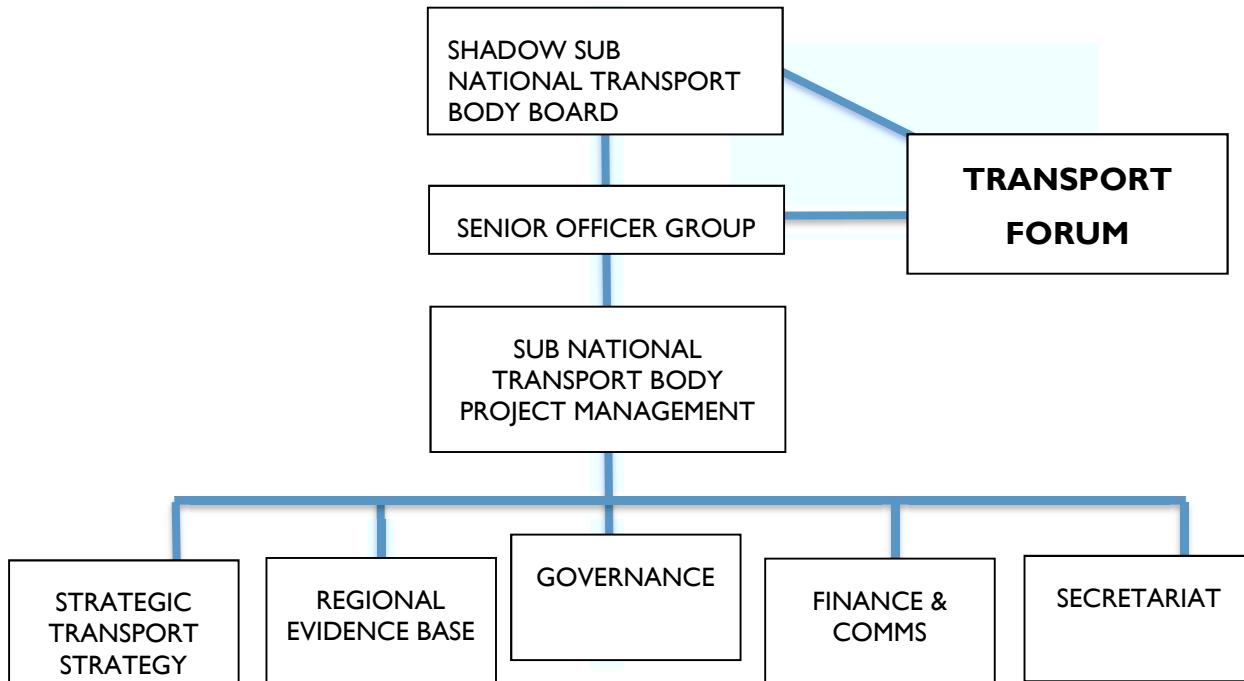 SHADOW SUB
NATIONAL TRANSPORT
BODY BOARD
TRANSPORT
FORUM
SENIOR OFFICER GROUP
SUB NATIONAL
TRANSPORT BODY
PROJECT MANAGEMENT
STRATEGIC
TRANSPORT
STRATEGY
REGIONAL
EVIDENCE BASE
GOVERNANCE
FINANCE &
COMMS
SECRETARIAT